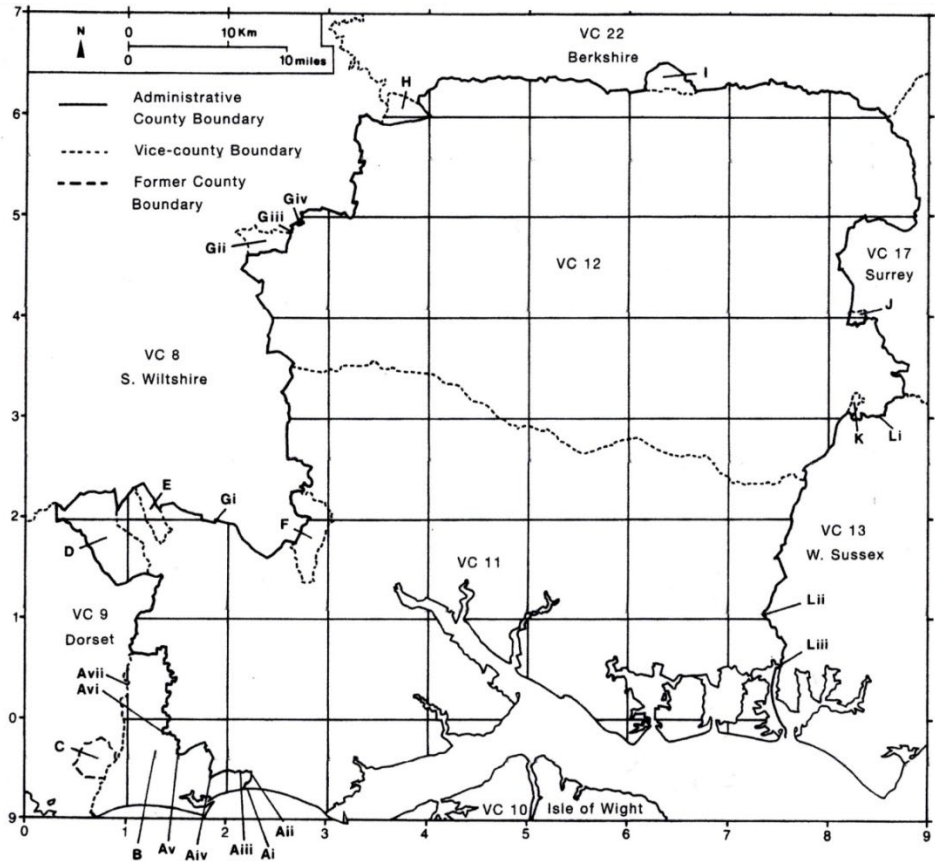 7
N
0 10 Km
0 10 miles
Administrative
County Boundary
Vice-county Boundary
Former County
Boundary
VC 22
Berkshire
H
I
6
Giv
Giii
Gii
5
VC 12
VC 17
Surrey
J
4
VC 8
S. Wiltshire
3
K
Li
E
Gi
2
F
D
VC 11
VC 13
W. Sussex
VC 9
Dorset
1
Lii
Liii
Avii
Avi
0
C
9
VC 10 Isle of Wight
B
Av
Aiv
Aiii
Ai
Aii
0 1 2 3 4 5 6 7 8 9